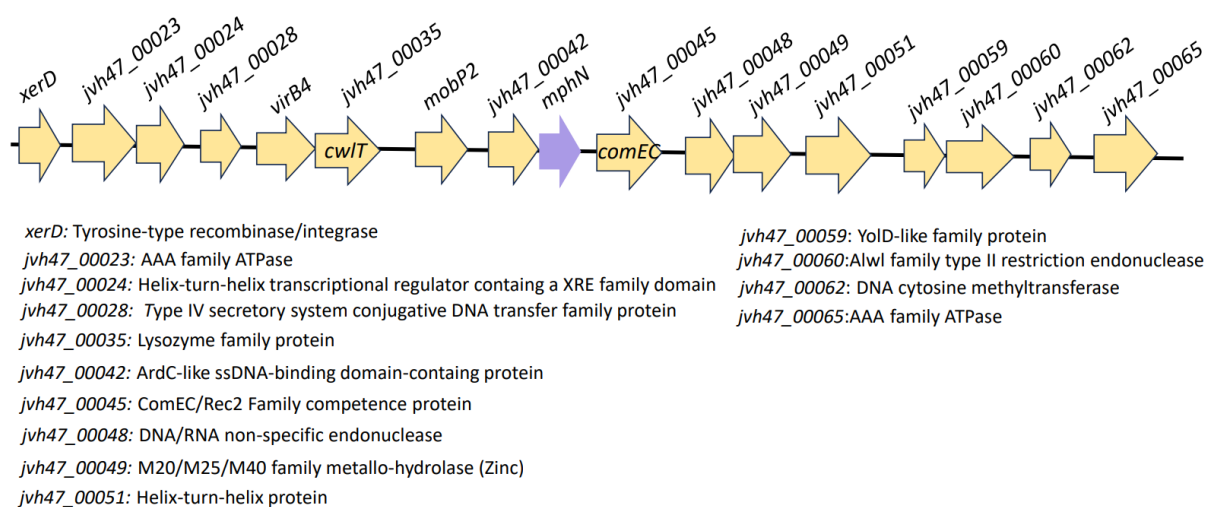 xerD
jvh47_00023
jvh47_00024
jvh47_00028
virB4
jvh47_00035
mobP2
jvh47_00042
mphN
jvh47_00045
jvh47_00048
jvh47_00049
jvh47_00051
jvh47_00059
jvh47_00060
jvh47_00062
jvh47_00065
cwlT
comEC
xerD: Tyrosine-type recombinase/integrase
jvh47_00023: AAA family ATPase
jvh47_00024: Helix-turn-helix transcriptional regulator containg a XRE family domain
jvh47_00028: Type IV secretory system conjugative DNA transfer family protein
jvh47_00035: Lysozyme family protein
jvh47_00042: ArdC-like ssDNA-binding domain-containg protein
jvh47_00045: ComEC/Rec2 Family competence protein
jvh47_00048: DNA/RNA non-specific endonuclease
jvh47_00049: M20/M25/M40 family metallo-hydrolase (Zinc)
jvh47_00051: Helix-turn-helix protein
jvh47_00059: YolD-like family protein
jvh47_00060:Alwl family type II restriction endonuclease
jvh47_00062: DNA cytosine methyltransferase
jvh47_00065:AAA family ATPase